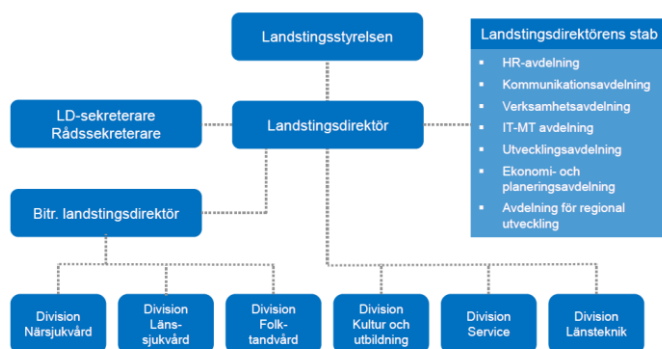 Landstingsstyrelsen
Landstingsdirektörens stab
▪ HR-avdelning
▪ Kommunikationsavdelning
▪ Verksamhetsavdelning
▪ IT-MT avdelning
▪ Utvecklingsavdelning
▪ Ekonomi- och
planeringsavdelning
▪ Avdelning för regional
utveckling
LD-sekreterare
Rådssekreterare
Landstingsdirektör
Bitr. landstingsdirektör
Division
Närsjukvård
Division
Läns-
sjukvård
Division
Folk-
tandvård
Division
Kultur och
utbildning
Division
Service
Division
Länsteknik